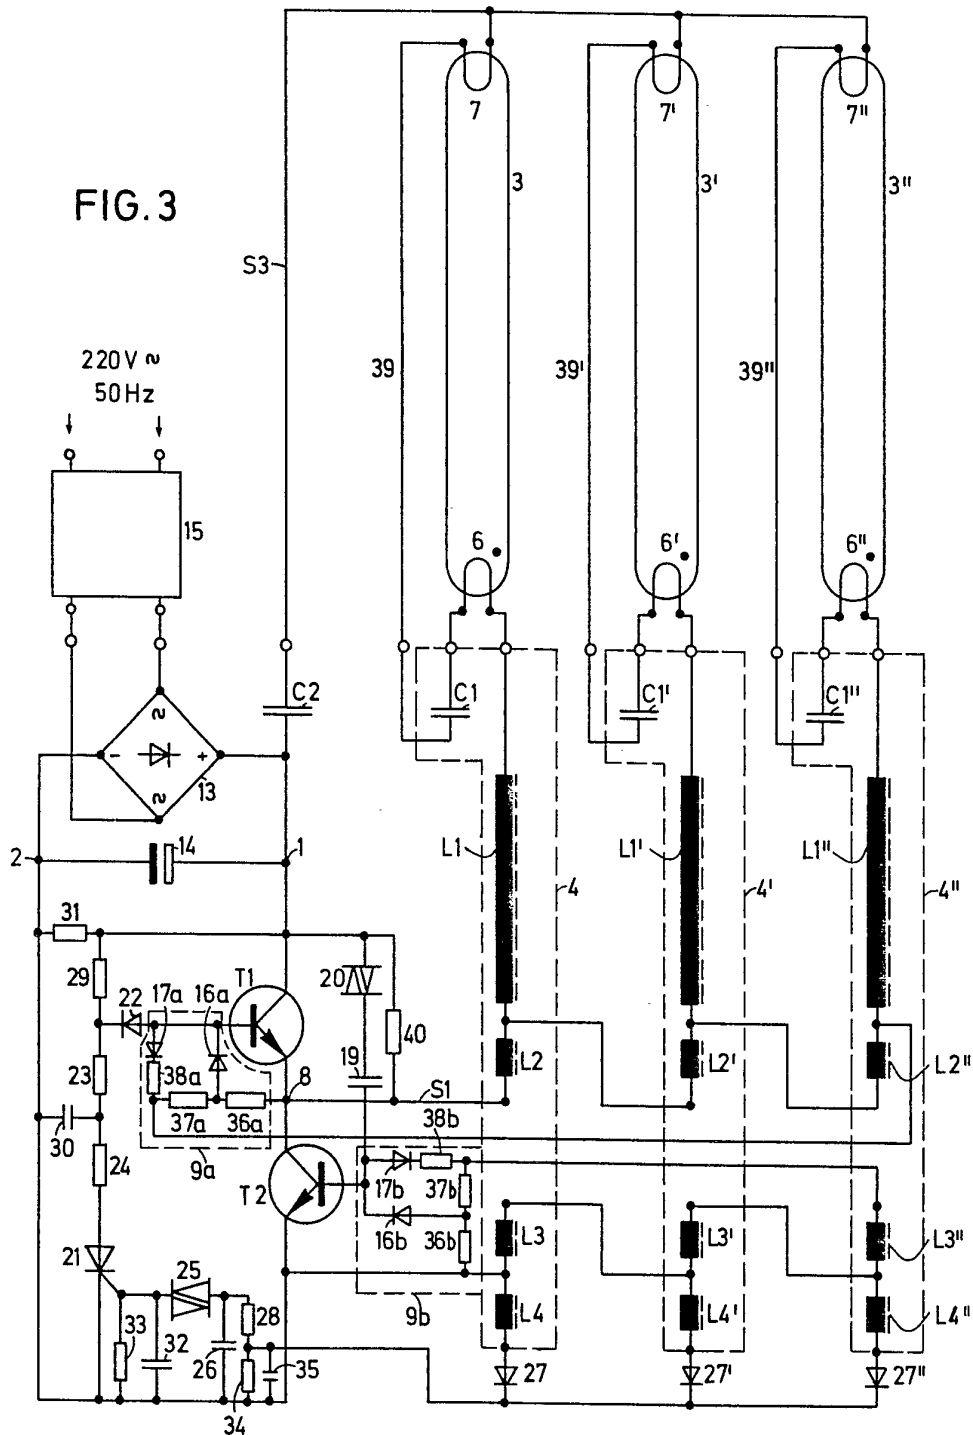 7 7' 7"
3 3' 3"
FIG. 3
S3
220V ~
50Hz
39 39' 39"
15
6 6' 6"
C2 C1 C1' C1"
~
- +
13
~
14
2 1
L1 L1' L1"
4 4' 4"
31
29 17a 16a T1 20
22
40
19
L2 L2' L2"
23 38a 8 S1
37a 36a 38b
30
24 9a
T2 17b 37b
16b 36b
L3 L3' L3"
21 25
9b L4 L4' L4"
28
33 32 26 35
27 27' 27"
34